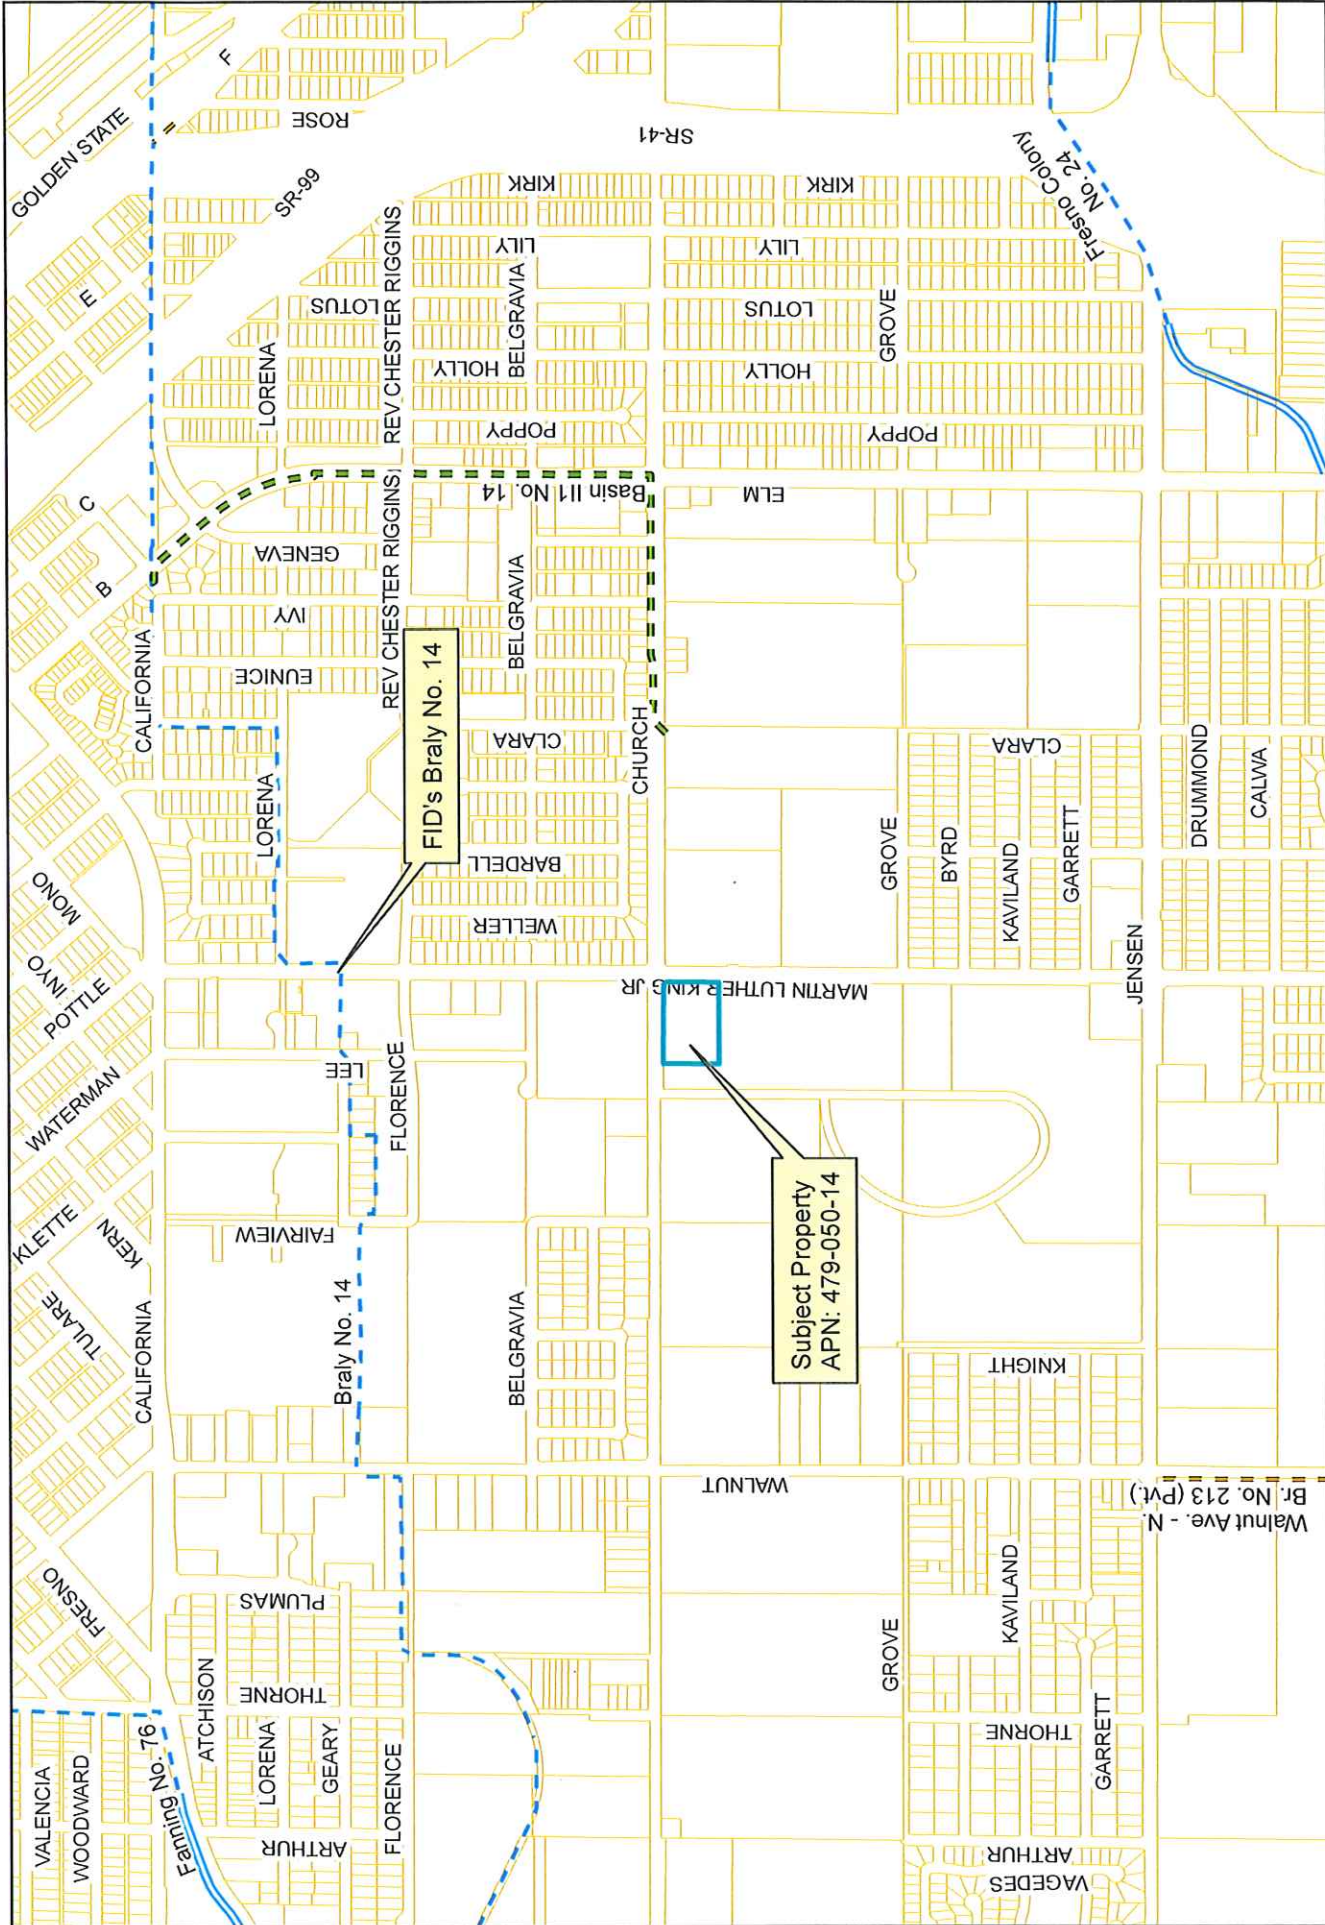 VALENCIA
WOODWARD
Fanning No. 76
FRESNO
TULARE
KLETTE
KERN
WATERMAN
POTTLE
INYO
MONO
B
C
E
GOLDEN STATE
F
CALIFORNIA
CALIFORNIA
ATCHISON
LORENA
GEARY
THORNE
ARTHUR
FLORENCE
PLUMAS
Braly No. 14
FAIRVIEW
LEE
FLORENCE
LORENA
EUNICE
IVY
GENEVA
LORENA
LOTUS
SR-99
ROSE
FID's Braly No. 14
REV CHESTER RIGGINS
REV CHESTER RIGGINS
BELGRAVIA
WELLER
BARDELL
CLARA
BELGRAVIA
Basin II1 No. 14
POPPY
HOLLY
BELGRAVIA
LILY
KIRK
CHURCH
SR-41
WALNUT
Subject Property
APN: 479-050-14
MARTIN LUTHER KING JR
ELM
POPPY
HOLLY
LOTUS
LILY
KIRK
GROVE
GROVE
GROVE
KAVILAND
THORNE
GARRETT
ARTHUR
VAGEDES
KNIGHT
BYRD
KAVILAND
GARRETT
CLARA
JENSEN
Fresno Colony
No. 24
Walnut Ave. - N.
Br. No. 213 (Pvt.)
DRUMMOND
CALWA